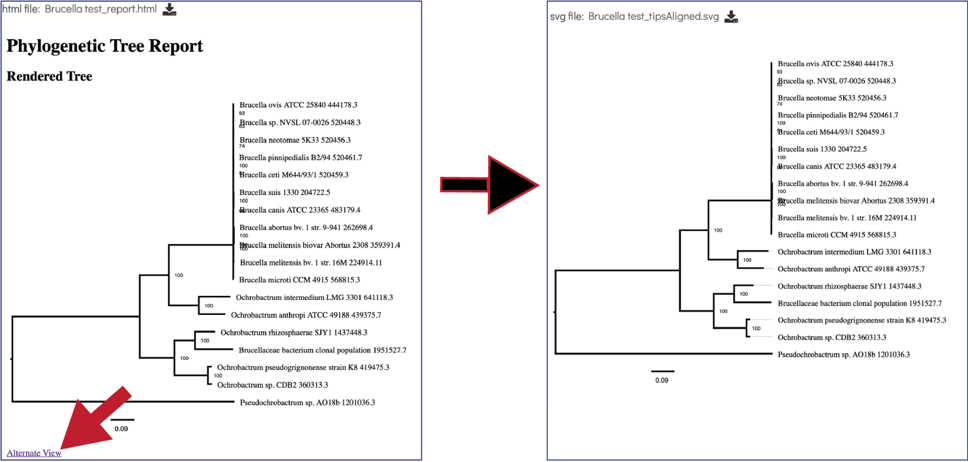 html file: Brucella test_report.html
Phylogenetic Tree Report
Rendered Tree
Brucella ovis ATCC 25840 444178.3
93
Brucella sp. NVSL 07-0026 520448.3
Brucella neotomae 5K33 520456.3
74
Brucella pinnipedialis B2/94 520461.7
100
Brucella ceti M644/93/1 520459.3
Brucella suis 1330 204722.5
100
Brucella canis ATCC 23365 483179.4
Brucella abortus bv. 1 str. 9-941 262698.4
100
Brucella melitensis biovar Abortus 2308 359391.4
100
Brucella melitensis bv. 1 str. 16M 224914.11
Brucella microti CCM 4915 568815.3
100
Ochrobactrum intermedium LMG 3301 641118.3
100
Ochrobactrum anthropi ATCC 49188 439375.7
Ochrobactrum rhizosphaerae SJY1 1437448.3
100
Brucellaceae bacterium clonal population 1951527.7
109
Ochrobactrum pseudogrignonense strain K8 419475.3
100
Ochrobactrum sp. CDB2 360313.3
Pseudochrobactrum sp. AO18b 1201036.3
0.09
Alternate View
svg file: Brucella test_tipsAligned.svg
Brucella ovis ATCC 25840 444178.3
93
Brucella sp. NVSL 07-0026 520448.3
Brucella neotomae 5K33 520456.3
74
Brucella pinnipedialis B2/94 520461.7
100
Brucella ceti M644/93/1 520459.3
Brucella suis 1330 204722.5
100
Brucella canis ATCC 23365 483179.4
Brucella abortus bv. 1 str. 9-941 262698.4
100
Brucella melitensis biovar Abortus 2308 359391.4
Brucella melitensis bv. 1 str. 16M 224914.11
Brucella microti CCM 4915 568815.3
100
Ochrobactrum intermedium LMG 3301 641118.3
100
Ochrobactrum anthropi ATCC 49188 439375.7
Ochrobactrum rhizosphaerae SJY1 1437448.3
100
Brucellaceae bacterium clonal population 1951527.7
100
Ochrobactrum pseudogrignonense strain K8 419475.3
100
Ochrobactrum sp. CDB2 360313.3
Pseudochrobactrum sp. AO18b 1201036.3
0.09